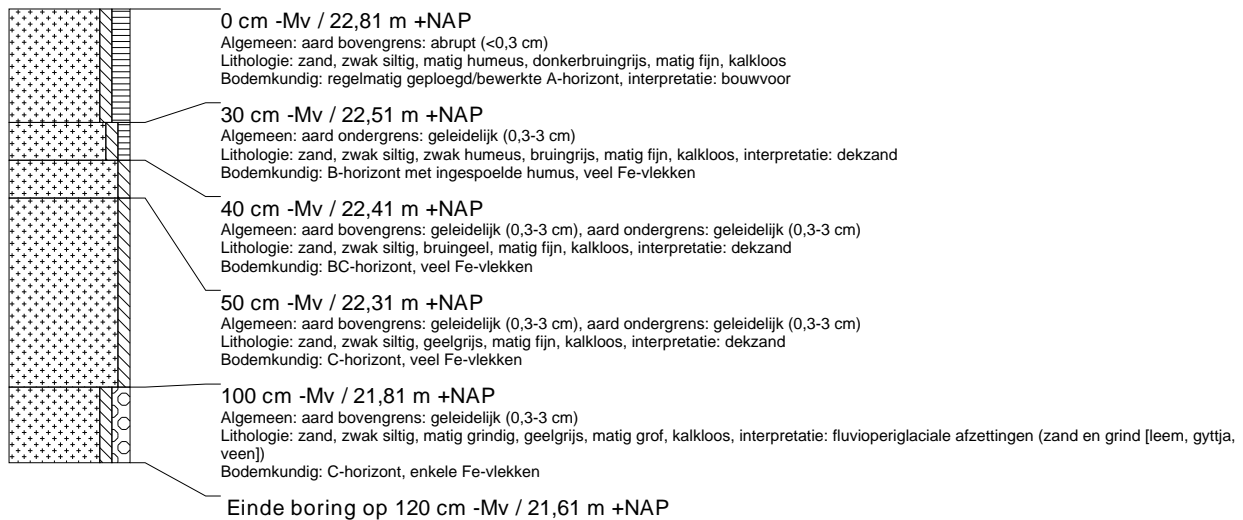 0 cm -Mv / 22,81 m +NAP
Algemeen: aard bovengrens: abrupt (<0,3 cm)
Lithologie: zand, zwak siltig, matig humeus, donkerbruingrijs, matig fijn, kalkloos
Bodemkundig: regelmatig geploegd/bewerkte A-horizont, interpretatie: bouwvoor
30 cm -Mv / 22,51 m +NAP
Algemeen: aard ondergrens: geleidelijk (0,3-3 cm)
Lithologie: zand, zwak siltig, zwak humeus, bruingrijs, matig fijn, kalkloos, interpretatie: dekzand
Bodemkundig: B-horizont met ingespoelde humus, veel Fe-vlekken
40 cm -Mv / 22,41 m +NAP
Algemeen: aard bovengrens: geleidelijk (0,3-3 cm), aard ondergrens: geleidelijk (0,3-3 cm)
Lithologie: zand, zwak siltig, bruingeel, matig fijn, kalkloos, interpretatie: dekzand
Bodemkundig: BC-horizont, veel Fe-vlekken
50 cm -Mv / 22,31 m +NAP
Algemeen: aard bovengrens: geleidelijk (0,3-3 cm), aard ondergrens: geleidelijk (0,3-3 cm)
Lithologie: zand, zwak siltig, geelgrijs, matig fijn, kalkloos, interpretatie: dekzand
Bodemkundig: C-horizont, veel Fe-vlekken
100 cm -Mv / 21,81 m +NAP
Algemeen: aard bovengrens: geleidelijk (0,3-3 cm)
Lithologie: zand, zwak siltig, matig grindig, geelgrijs, matig grof, kalkloos, interpretatie: fluvioperiglaciale afzettingen (zand en grind [leem, gyttja,
veen])
Bodemkundig: C-horizont, enkele Fe-vlekken
Einde boring op 120 cm -Mv / 21,61 m +NAP